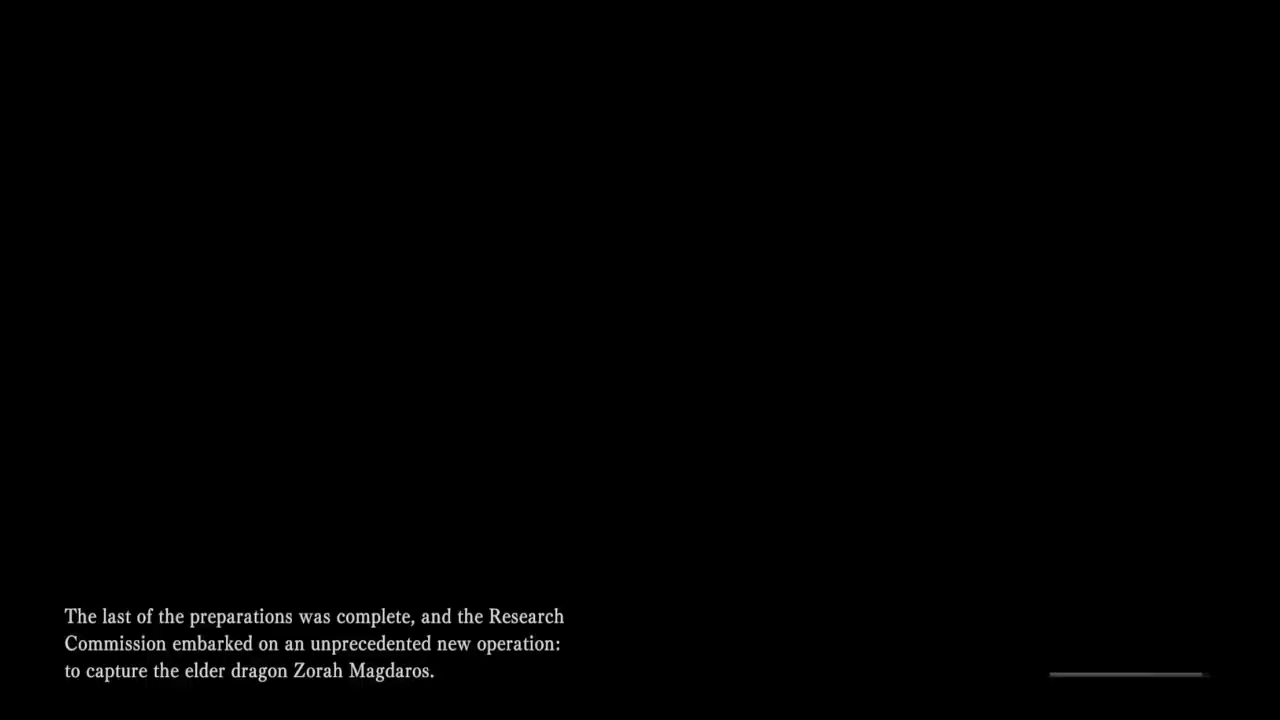 The last of the preparations was complete, and the Research
Commission embarked on an unprecedented new operation:
to capture the elder dragon Zorah Magdaros.